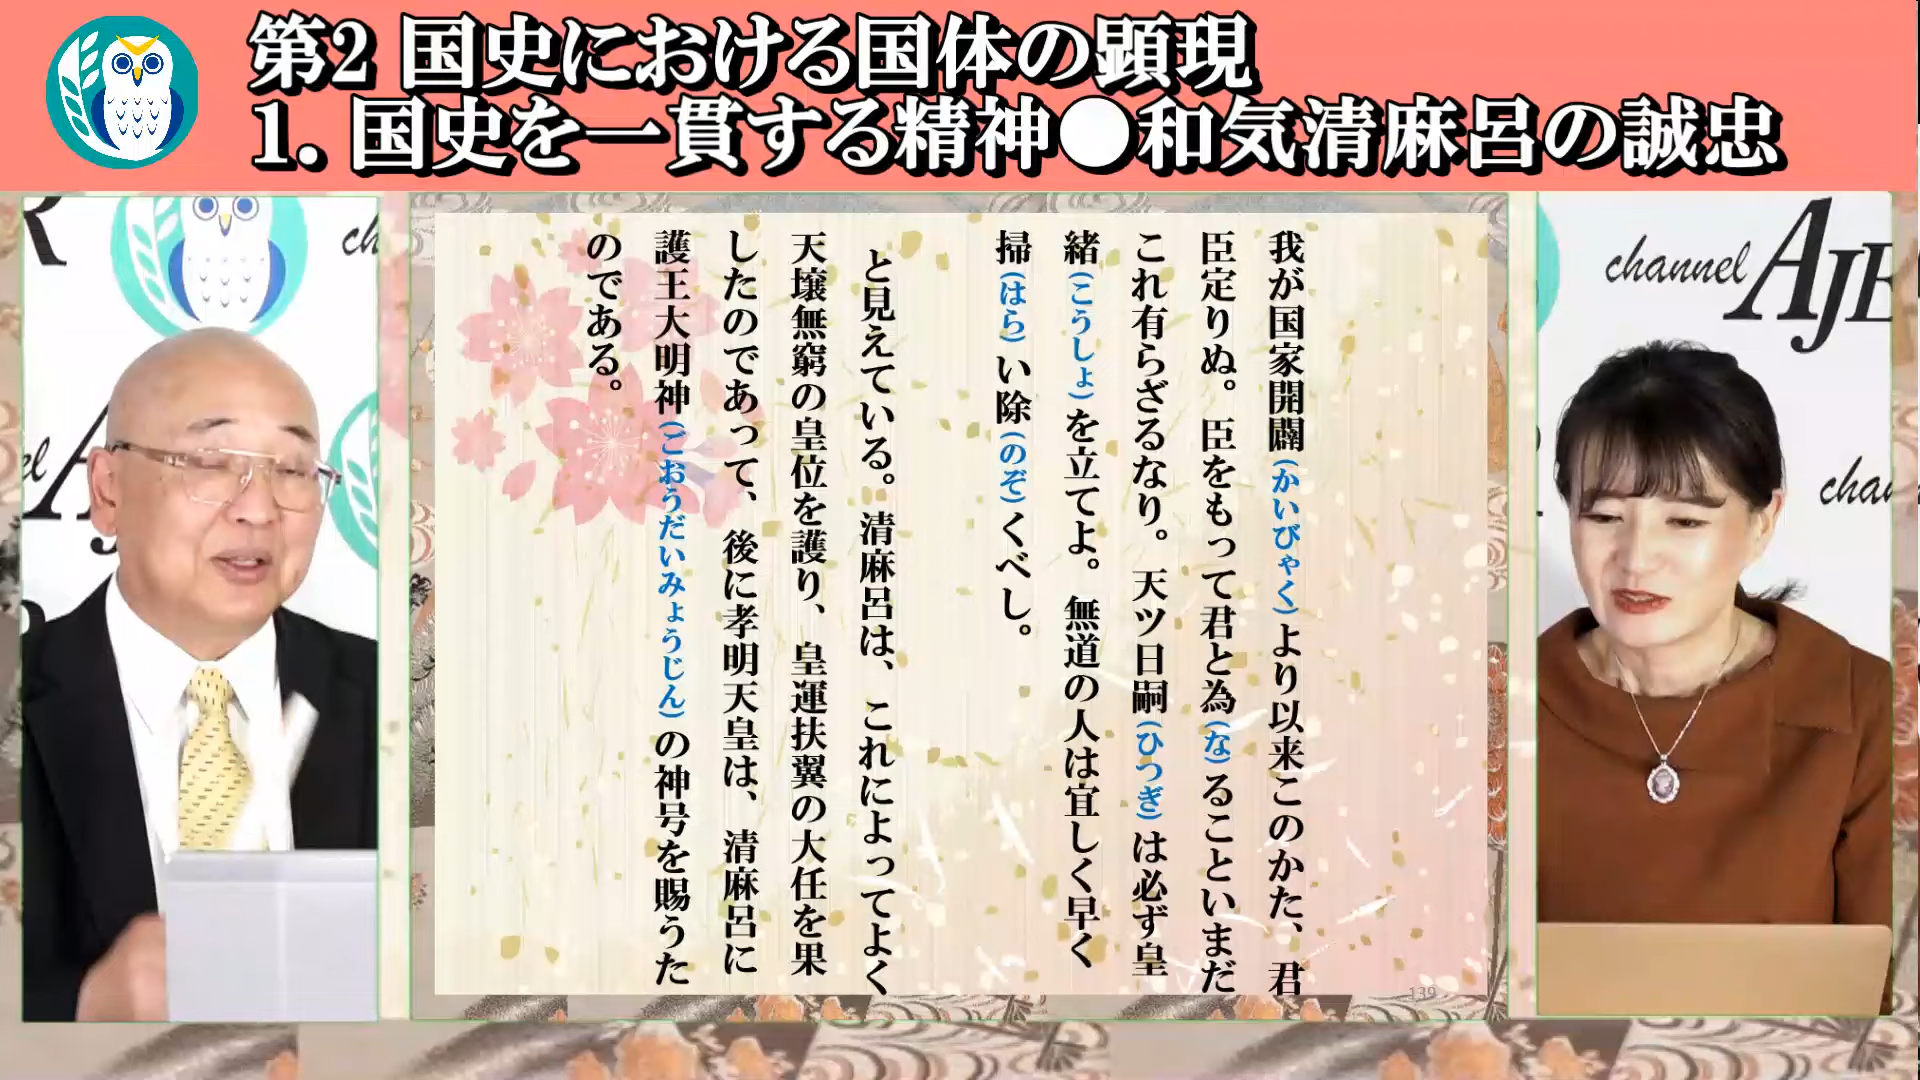 第2 国史における国体の顕現
1. 国史を一貫する精神●和気清麻呂の誠忠
我が国家開闢(かいびゃく)より以来このかた、君
臣定りぬ。臣をもって君と為(な)ることいまだ
これ有らざるなり。天ツ日嗣(ひつぎ)は必ず皇
緒(こうしょ)を立てよ。無道の人は宜しく早く
掃(はら)い除(のぞ)くべし。
と見えている。清麻呂は、これによってよく
天壌無窮の皇位を護り、皇運扶翼の大任を果
したのであって、後に孝明天皇は、清麻呂に
護王大明神(ごおうだいみょうじん)の神号を賜うた
のである。
139
R
ch
el A
channel AJE
chan